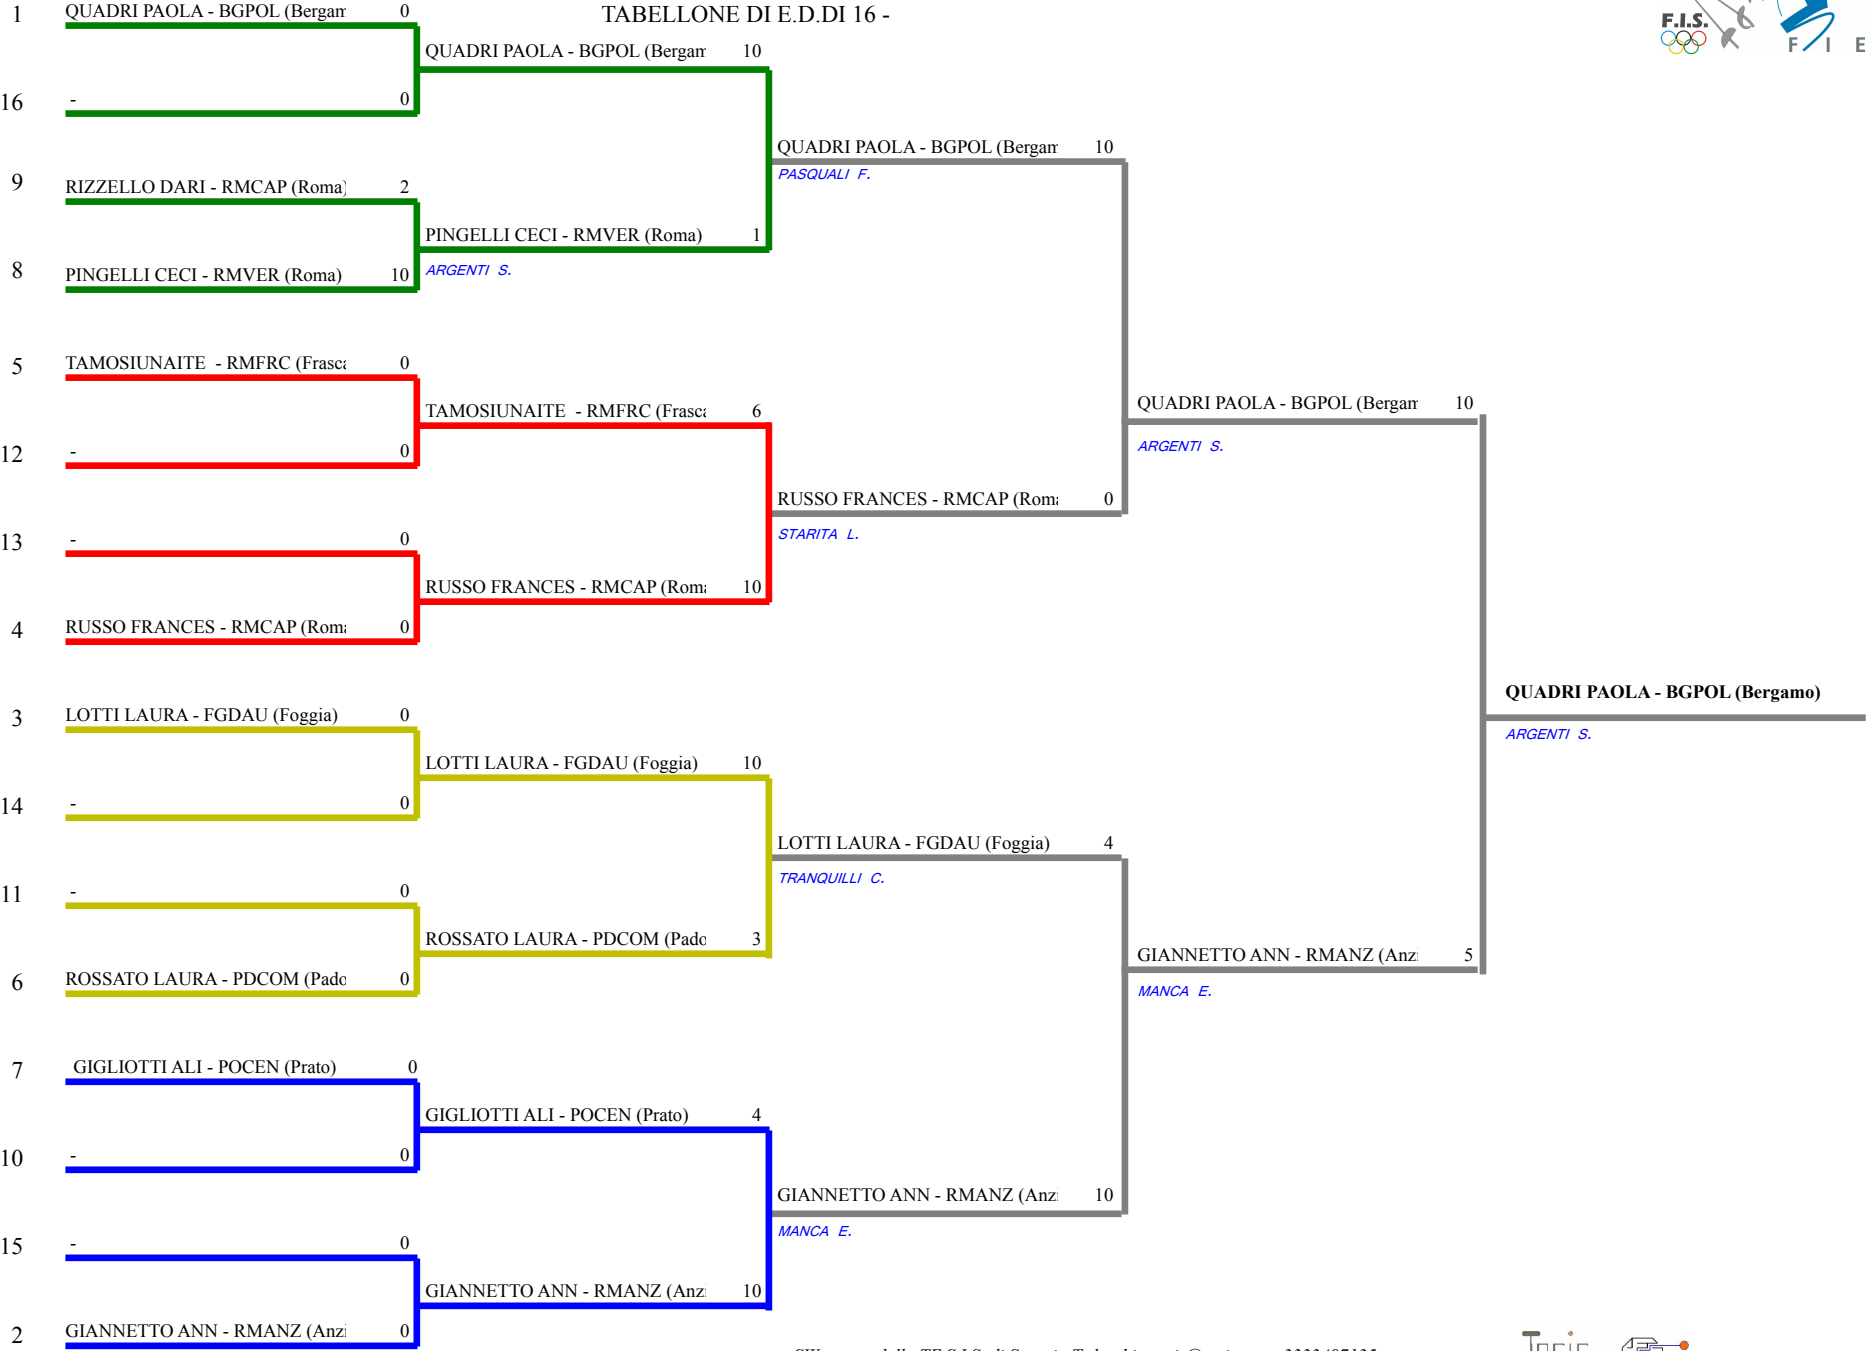 TABELLONE DI E.D.DI 16 -
F.I.S.
F I E
1 QUADRI PAOLA - BGPOL (Bergam 0
QUADRI PAOLA - BGPOL (Bergam 10
16 - 0
QUADRI PAOLA - BGPOL (Bergam 10
PASQUALI F.
9 RIZZELLO DARI - RMCAP (Roma) 2
PINGELLI CECI - RMVER (Roma) 1
ARGENTI S.
8 PINGELLI CECI - RMVER (Roma) 10
5 TAMOSIUNAITE - RMFRC (Frasca 0
TAMOSIUNAITE - RMFRC (Frasca 6
QUADRI PAOLA - BGPOL (Bergam 10
ARGENTI S.
12 - 0
RUSSO FRANCES - RMCAP (Roma 0
STARITA L.
13 - 0
RUSSO FRANCES - RMCAP (Roma 10
4 RUSSO FRANCES - RMCAP (Roma 0
QUADRI PAOLA - BGPOL (Bergamo)
ARGENTI S.
3 LOTTI LAURA - FGDAU (Foggia) 0
LOTTI LAURA - FGDAU (Foggia) 10
14 - 0
LOTTI LAURA - FGDAU (Foggia) 4
TRANQUILLI C.
11 - 0
ROSSATO LAURA - PDCOM (Pado 3
GIANNETTO ANN - RMANZ (Anzi 5
MANCA E.
6 ROSSATO LAURA - PDCOM (Pado 0
7 GIGLIOTTI ALI - POCEN (Prato) 0
GIGLIOTTI ALI - POCEN (Prato) 4
10 - 0
GIANNETTO ANN - RMANZ (Anzi 10
MANCA E.
15 - 0
GIANNETTO ANN - RMANZ (Anzi 10
2 GIANNETTO ANN - RMANZ (Anzi 0